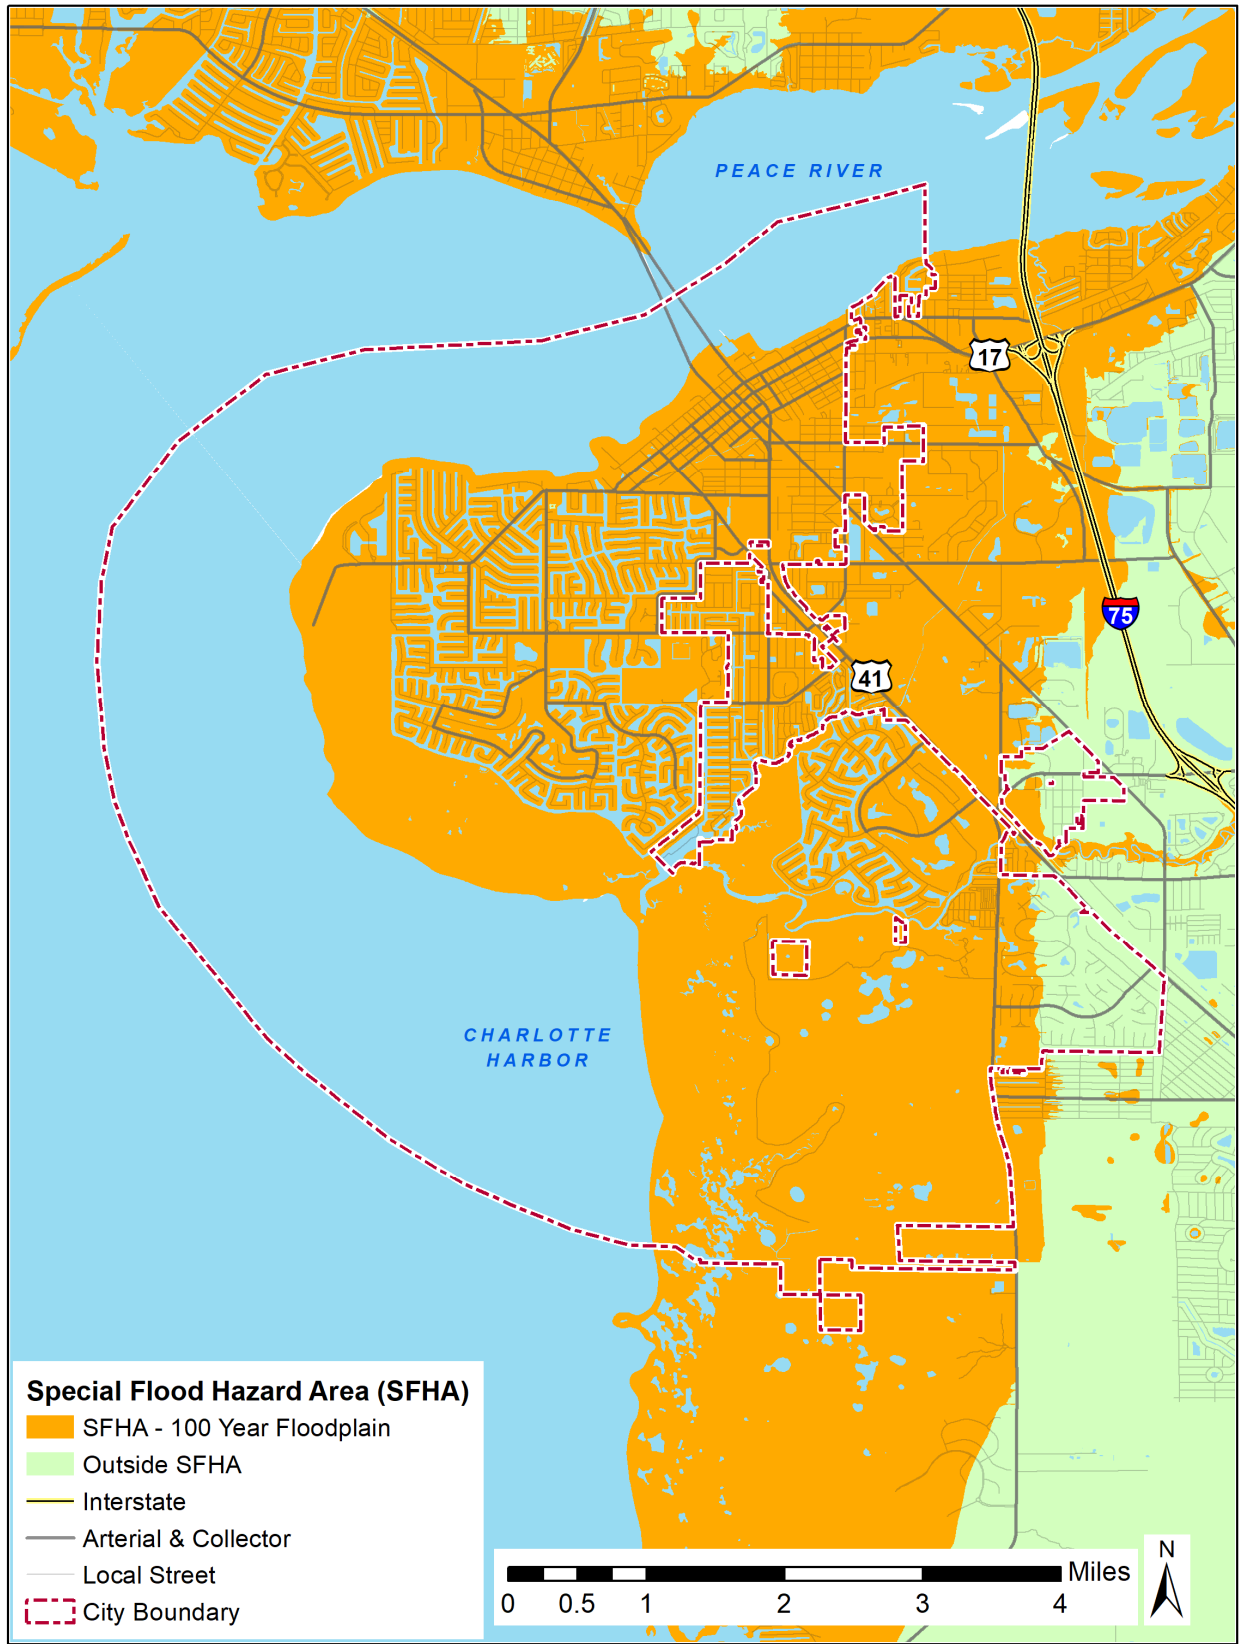 PEACE RIVER
17
75
41
CHARLOTTE
HARBOR
Special Flood Hazard Area (SFHA)
SFHA - 100 Year Floodplain
Outside SFHA
Interstate
Arterial & Collector
Local Street
City Boundary
Miles
0 0.5 1 2 3 4
N